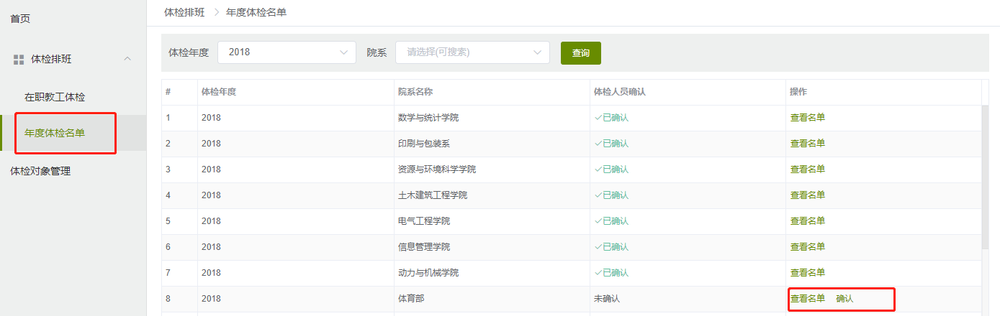 首页
体检排班
在职教工体检
年度体检名单
体检对象管理
体检排班 > 年度体检名单
体检年度 2018 院系 请选择(可搜索) 查询
# 体检年度 院系名称 体检人员确认 操作
1 2018 数学与统计学院 ✓已确认 查看名单
2 2018 印刷与包装系 ✓已确认 查看名单
3 2018 资源与环境科学学院 ✓已确认 查看名单
4 2018 土木建筑工程学院 ✓已确认 查看名单
5 2018 电气工程学院 ✓已确认 查看名单
6 2018 信息管理学院 ✓已确认 查看名单
7 2018 动力与机械学院 ✓已确认 查看名单
8 2018 体育部 未确认 查看名单 确认